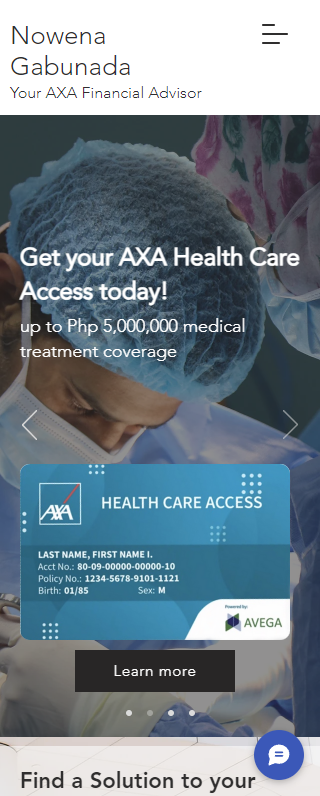 Nowena
Gabunada
Your AXA Financial Advisor
Get your AXA Health Care
Access today!
up to Php 5,000,000 medical
treatment coverage
AXA
HEALTH CARE ACCESS
LAST NAME, FIRST NAME I.
Acct No.: 80-09-00000-00000-10
Policy No.: 1234-5678-9101-1121
Birth: 01/85 Sex: M
Powered by:
AVEGA
Learn more
Find a Solution to your